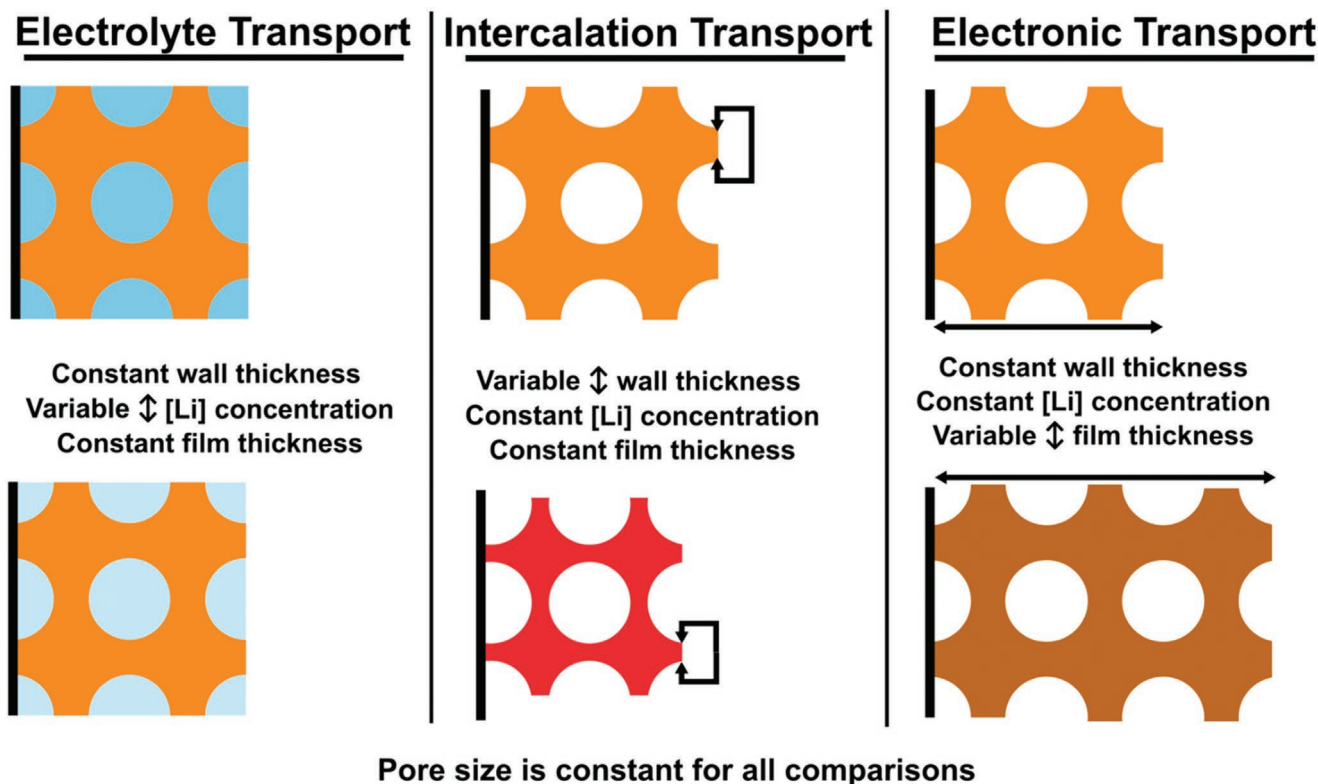 Electrolyte Transport
Intercalation Transport
Electronic Transport
Constant wall thickness
Variable ↕ [Li] concentration
Constant film thickness
Variable ↕ wall thickness
Constant [Li] concentration
Constant film thickness
Constant wall thickness
Constant [Li] concentration
Variable ↕ film thickness
Pore size is constant for all comparisons